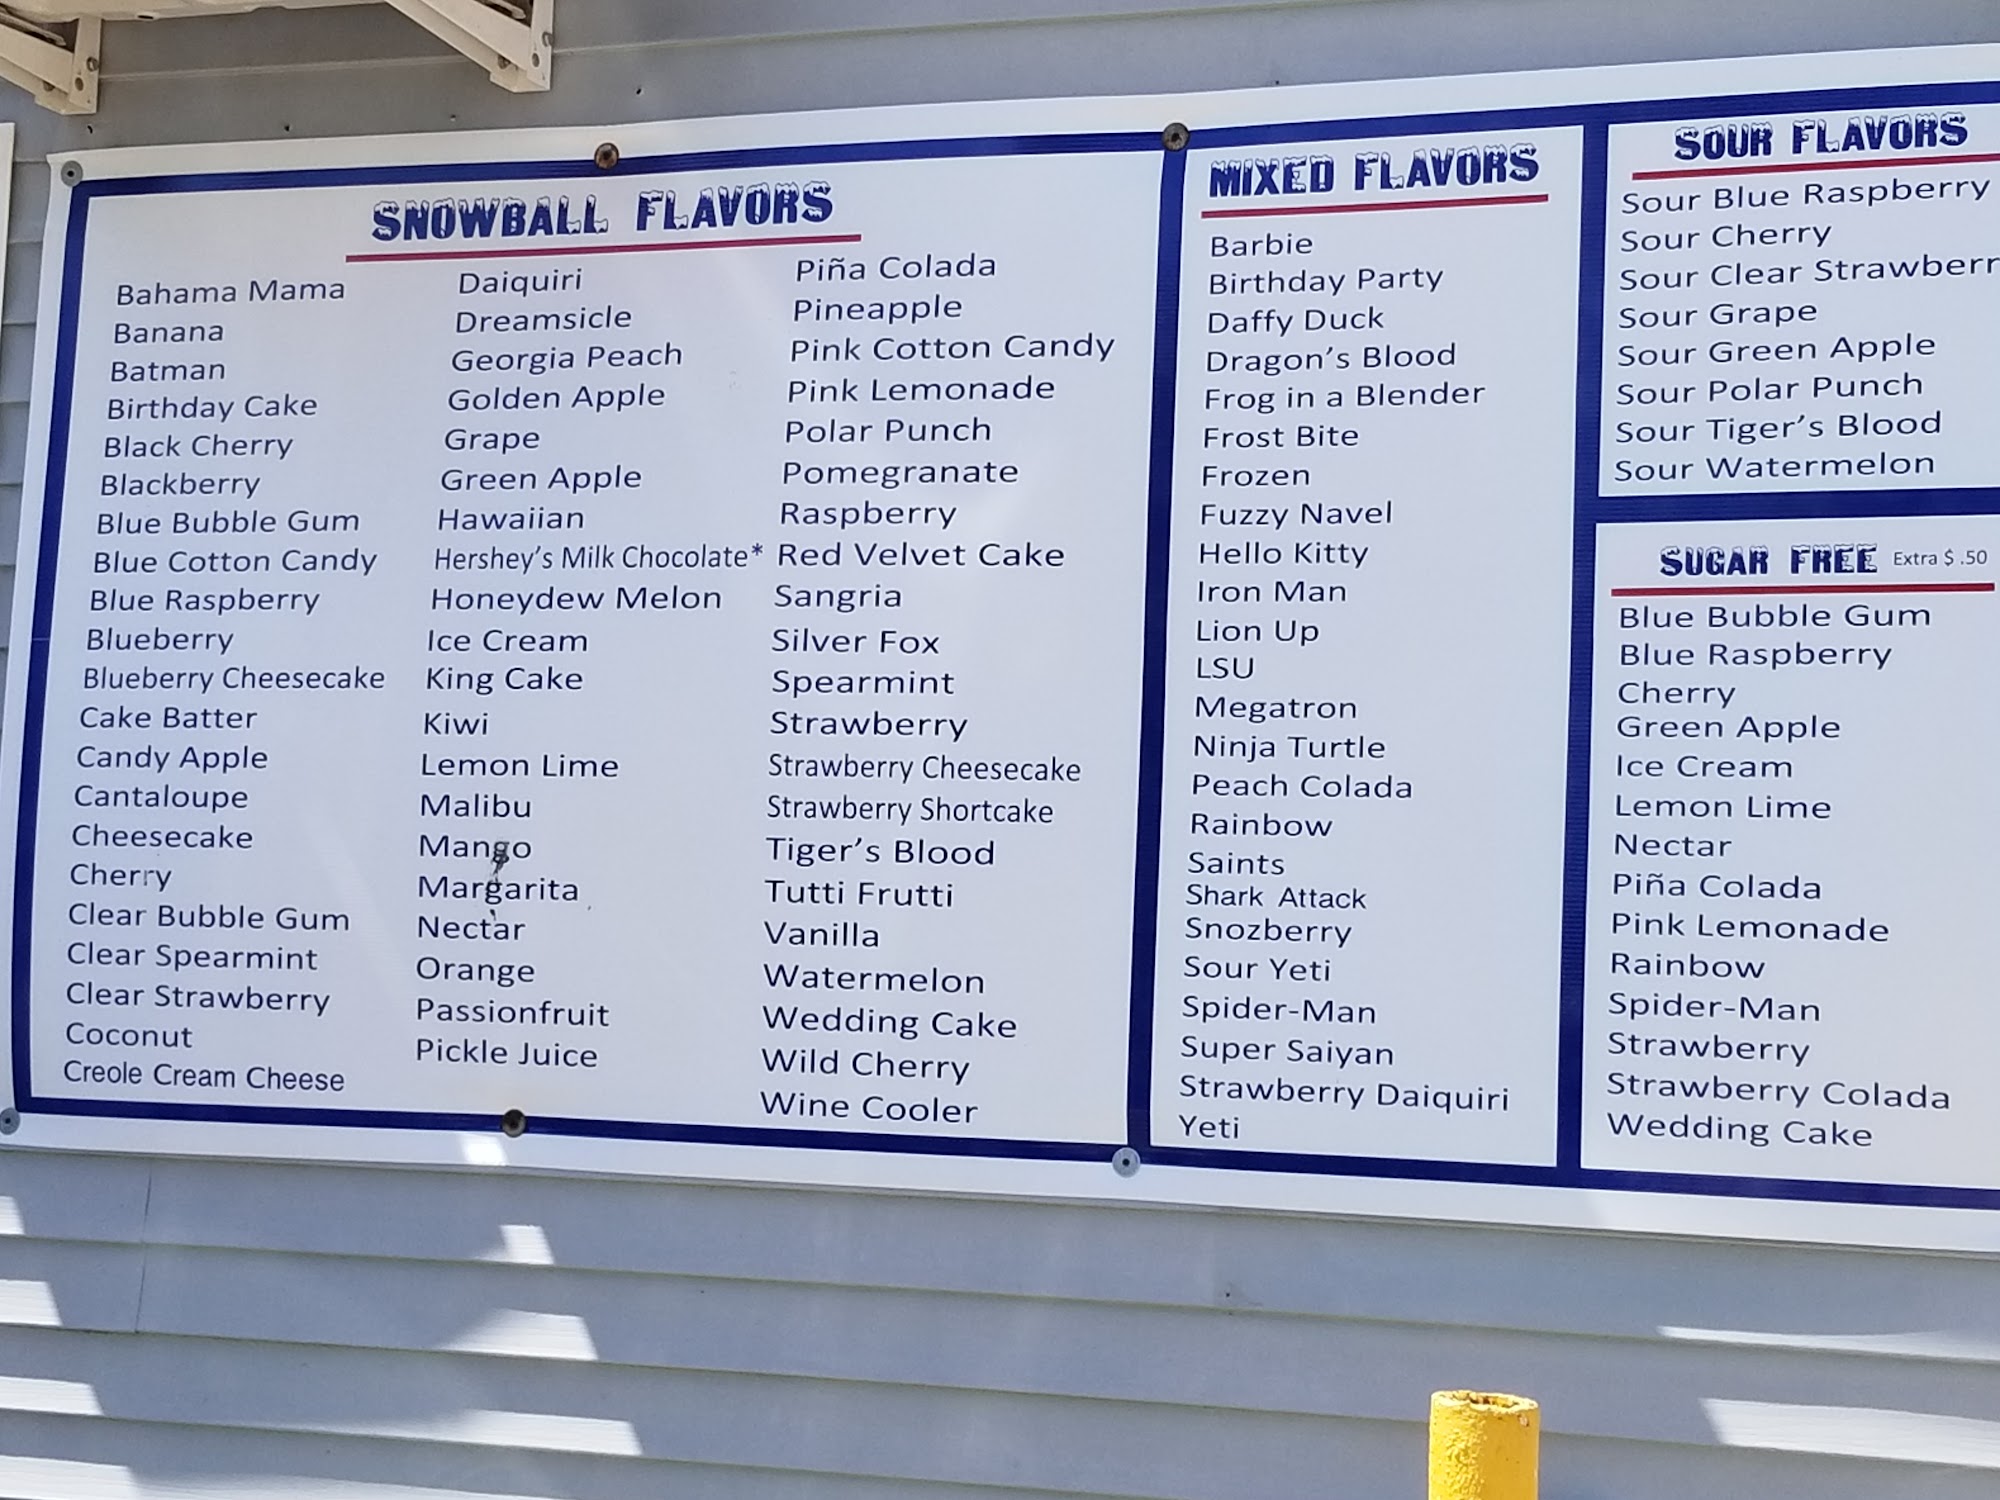 SNOWBALL FLAVORS
Bahama Mama
Banana
Batman
Birthday Cake
Black Cherry
Blackberry
Blue Bubble Gum
Blue Cotton Candy
Blue Raspberry
Blueberry
Blueberry Cheesecake
Cake Batter
Candy Apple
Cantaloupe
Cheesecake
Cherry
Clear Bubble Gum
Clear Spearmint
Clear Strawberry
Coconut
Creole Cream Cheese
Daiquiri
Dreamsicle
Georgia Peach
Golden Apple
Grape
Green Apple
Hawaiian
Hershey's Milk Chocolate*
Honeydew Melon
Ice Cream
King Cake
Kiwi
Lemon Lime
Malibu
Mango
Margarita
Nectar
Orange
Passionfruit
Pickle Juice
Piña Colada
Pineapple
Pink Cotton Candy
Pink Lemonade
Polar Punch
Pomegranate
Raspberry
Red Velvet Cake
Sangria
Silver Fox
Spearmint
Strawberry
Strawberry Cheesecake
Strawberry Shortcake
Tiger's Blood
Tutti Frutti
Vanilla
Watermelon
Wedding Cake
Wild Cherry
Wine Cooler
MIXED FLAVORS
Barbie
Birthday Party
Daffy Duck
Dragon's Blood
Frog in a Blender
Frost Bite
Frozen
Fuzzy Navel
Hello Kitty
Iron Man
Lion Up
LSU
Megatron
Ninja Turtle
Peach Colada
Rainbow
Saints
Shark Attack
Snozberry
Sour Yeti
Spider-Man
Super Saiyan
Strawberry Daiquiri
Yeti
SOUR FLAVORS
Sour Blue Raspberry
Sour Cherry
Sour Clear Strawberr
Sour Grape
Sour Green Apple
Sour Polar Punch
Sour Tiger's Blood
Sour Watermelon
SUGAR FREE Extra $ .50
Blue Bubble Gum
Blue Raspberry
Cherry
Green Apple
Ice Cream
Lemon Lime
Nectar
Piña Colada
Pink Lemonade
Rainbow
Spider-Man
Strawberry
Strawberry Colada
Wedding Cake